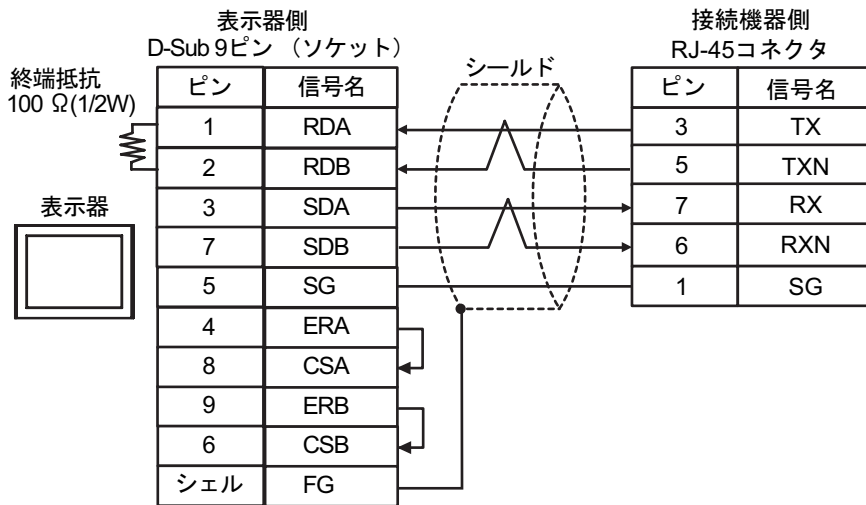 表示器側
D-Sub 9ピン （ソケット）
接続機器側
RJ-45コネクタ
シールド
終端抵抗
100 Ω(1/2W)
表示器
ピン 信号名
1 RDA
2 RDB
3 SDA
7 SDB
5 SG
4 ERA
8 CSA
9 ERB
6 CSB
シェル FG
ピン 信号名
3 TX
5 TXN
7 RX
6 RXN
1 SG